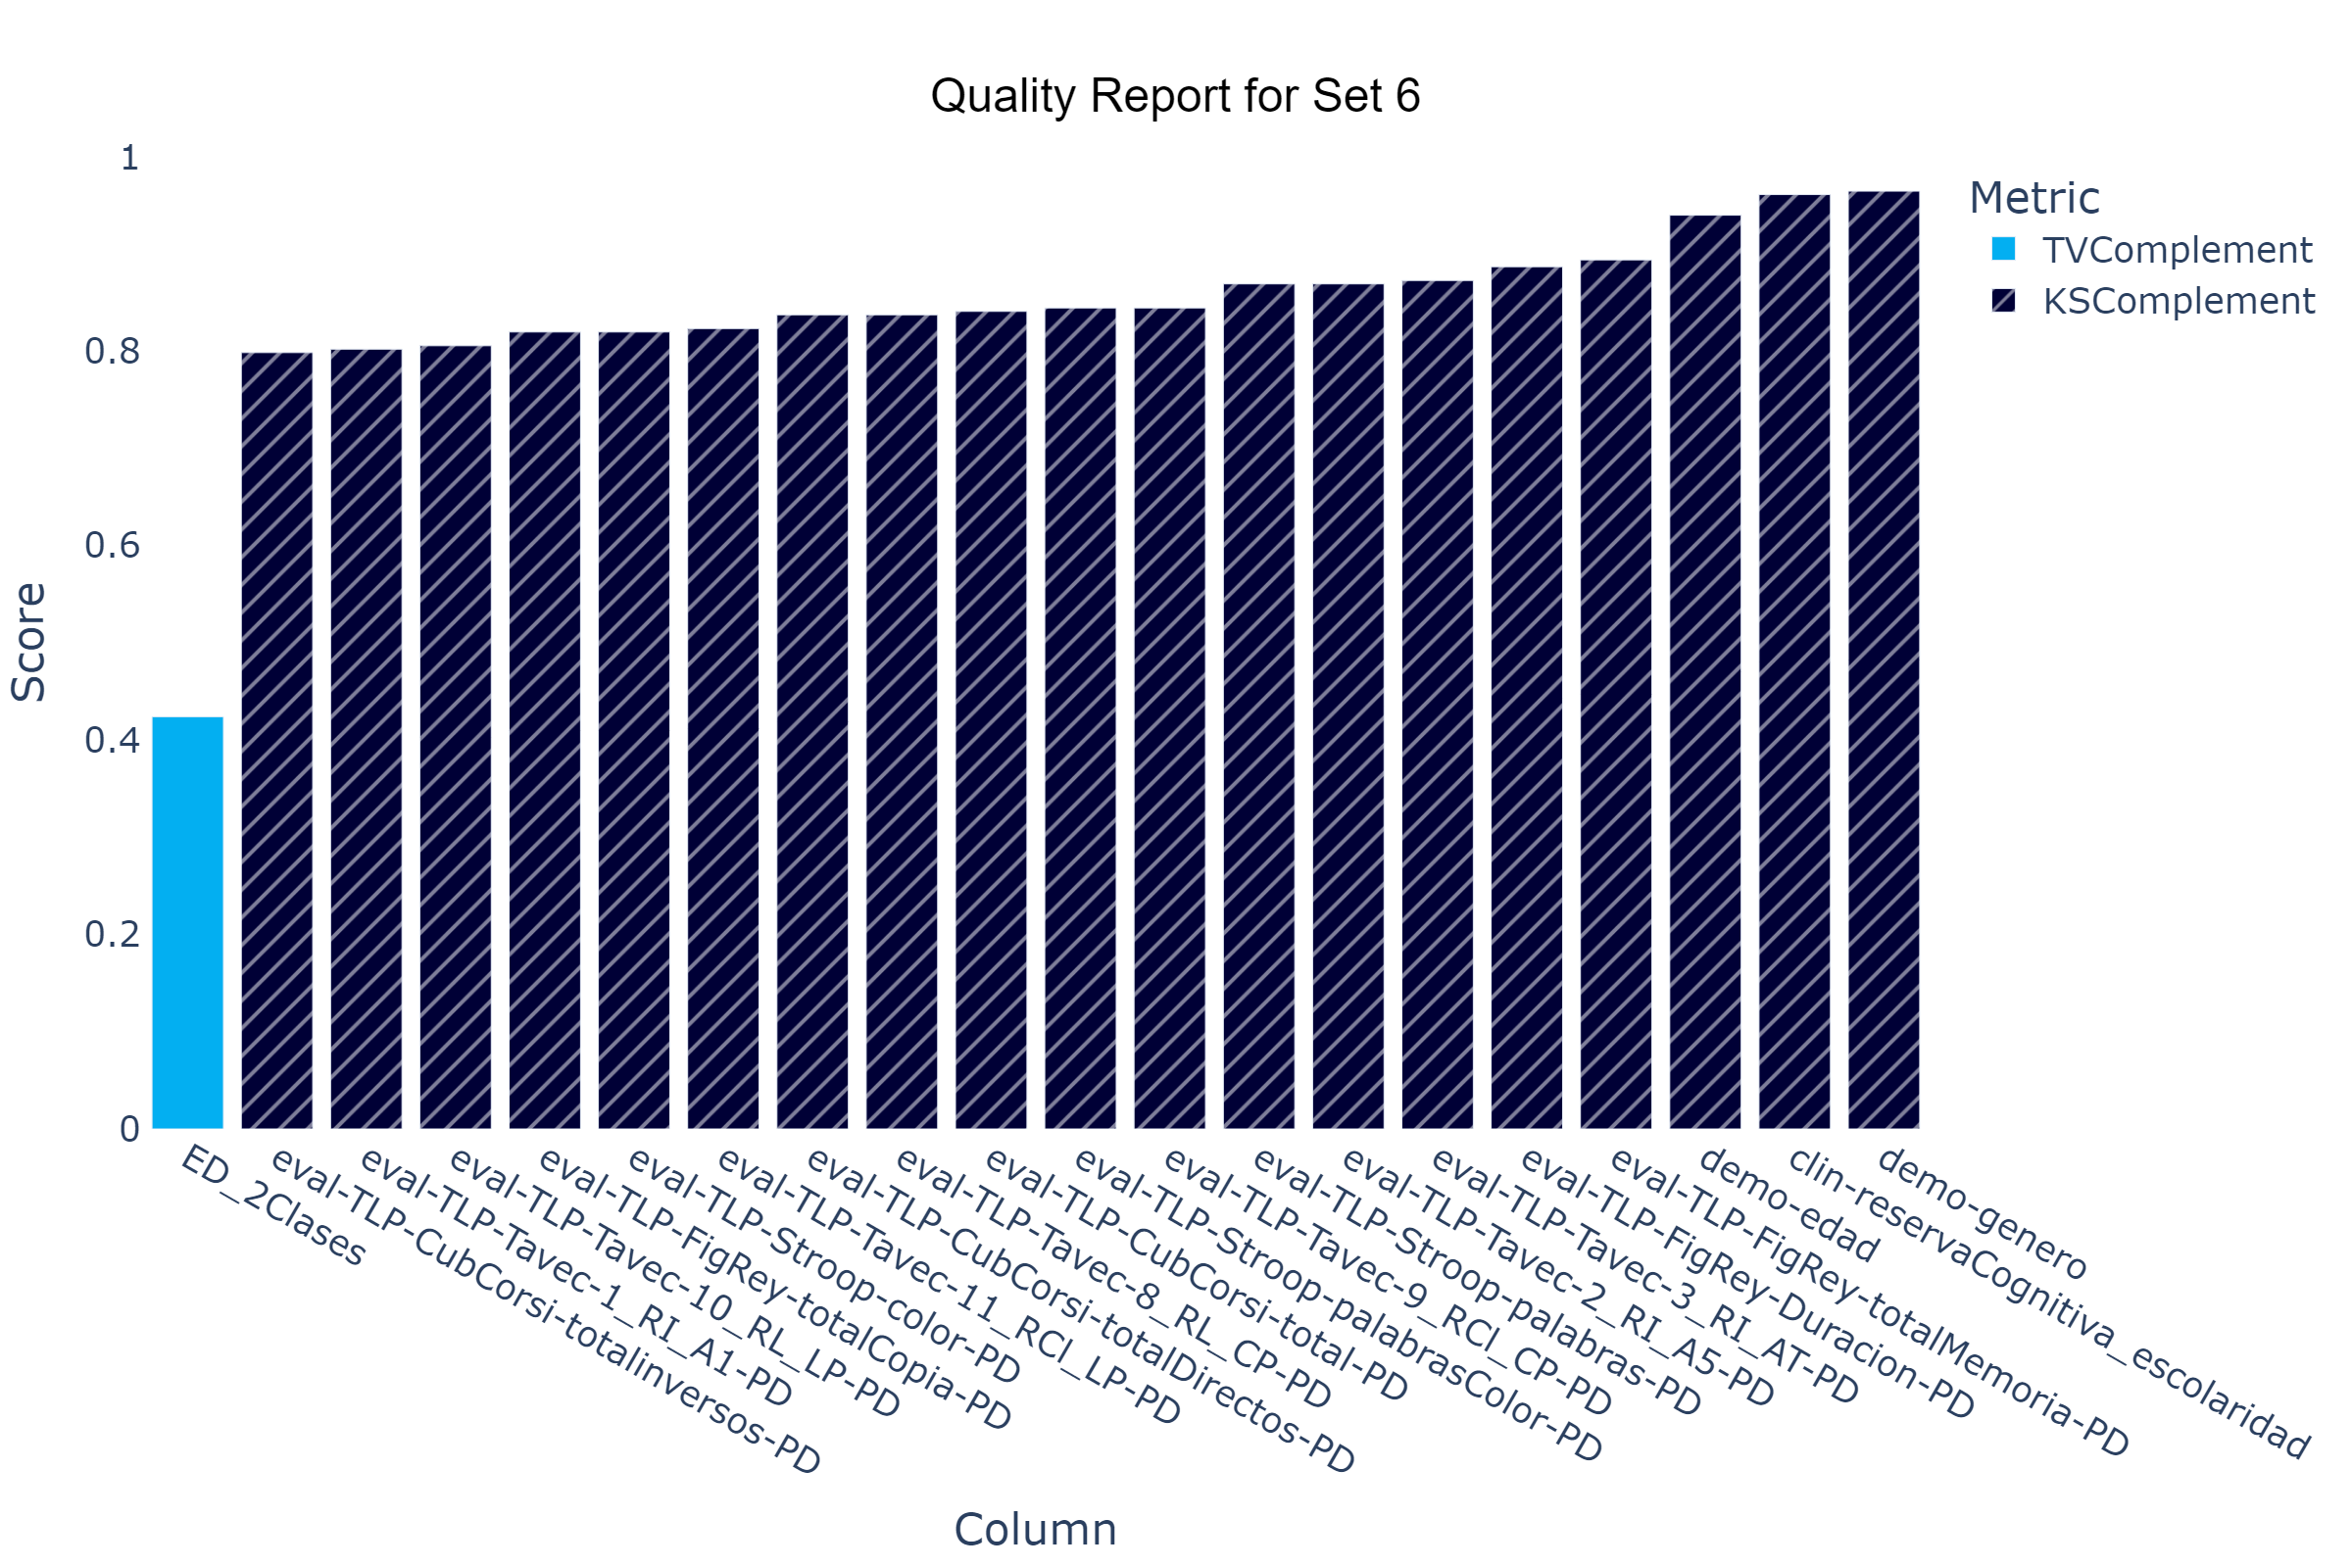 Quality Report for Set 6
1
0.8
0.6
0.4
0.2
0
Score
Metric
TVComplement
KSComplement
ED_2Clases
eval-TLP-CubCorsi-totalinversos-PD
eval-TLP-Tavec-1_RI_A1-PD
eval-TLP-Tavec-10_RL_LP-PD
eval-TLP-FigRey-totalCopia-PD
eval-TLP-Stroop-color-PD
eval-TLP-Tavec-11_RCl_LP-PD
eval-TLP-CubCorsi-totalDirectos-PD
eval-TLP-Tavec-8_RL_CP-PD
eval-TLP-CubCorsi-total-PD
eval-TLP-Stroop-palabrasColor-PD
eval-TLP-Tavec-9_RCl_CP-PD
eval-TLP-Stroop-palabras-PD
eval-TLP-Tavec-2_RI_A5-PD
eval-TLP-Tavec-3_RI_AT-PD
eval-TLP-FigRey-Duracion-PD
eval-TLP-FigRey-totalMemoria-PD
demo-edad
clin-reservaCognitiva_escolaridad
demo-genero
Column